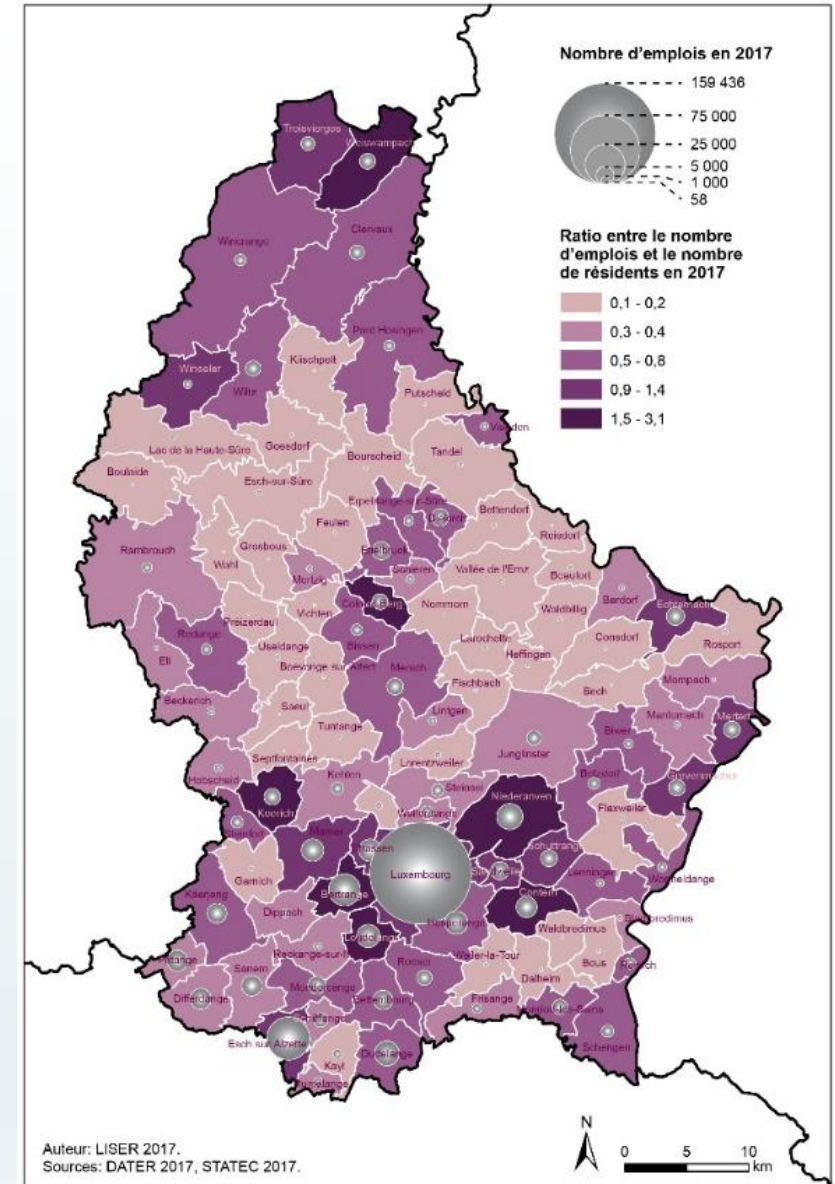 Nombre d'emplois en 2017
159 436
75 000
25 000
5 000
1 000
58
Ratio entre le nombre
d'emplois et le nombre
de résidents en 2017
0,1 - 0,2
0,3 - 0,4
0,5 - 0,8
0,9 - 1,4
1,5 - 3,1
Troisvierges
Weiswampach
Wincrange
Clervaux
Parc Hosingen
Winseler
Wiltz
Kiischpelt
Putscheid
Vianden
Lac de la Haute-Sûre
Goesdorf
Bourscheid
Tandel
Boulaide
Esch-sur-Sûre
Erpeldange-sur-Sûre
Diekirch
Bettendorf
Feulen
Reisdorf
Rambrouch
Grosbous
Wahl
Ettelbruck
Mertzig
Schieren
Vallée de l'Ernz
Beaufort
Berdorf
Echternach
Colmar-Berg
Nommern
Waldbillig
Préizerdaul
Vichten
Rosport
Redange
Bissen
Larochette
Consdorf
Useldange
Heffingen
Ell
Boevange sur Attert
Mersch
Fischbach
Bech
Mompach
Beckerich
Saeul
Lintgen
Manternach
Mertert
Tuntange
Junglinster
Biwer
Septfontaines
Lorentzweiler
Hobscheid
Kehlen
Steinsel
Betzdorf
Grevenmacher
Niederanven
Koerich
Walferdange
Flaxweiler
Steinfort
Mamer
Strassen
Schuttrange
Luxembourg
Sandweiler
Wormeldange
Garnich
Bertrange
Lenningen
Käerjeng
Contern
Dippach
Hesperange
Stadtbredimus
Leudelange
Waldbredimus
Reckange-sur-M
Weiler-la-Tour
Bous
Remich
Pétange
Roeser
Dalheim
Sanem
Mondercange
Differdange
Bettembourg
Frisange
Mondorf-les-Bains
Schifflange
Esch-sur Alzette
Schengen
Kayl
Dudelange
Rumelange
Auteur: LISER 2017.
Sources: DATER 2017, STATEC 2017.
N
0 5 10
km